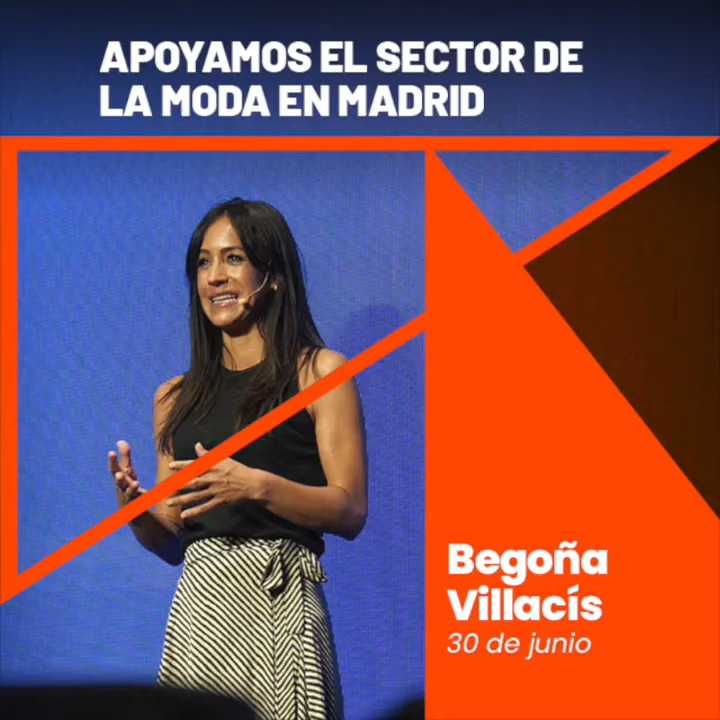 APOYAMOS EL SECTOR DE
LA MODA EN MADRID
Begoña
Villacís
30 de junio